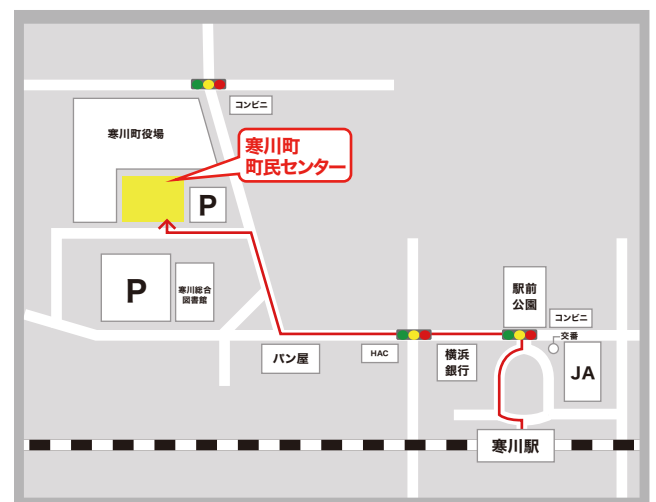 コンビニ
寒川町役場
寒川町
町民センター
P
P
寒川総合
図書館
駅前
公園
コンビニ
交番
パン屋
HAC
横浜
銀行
JA
寒川駅